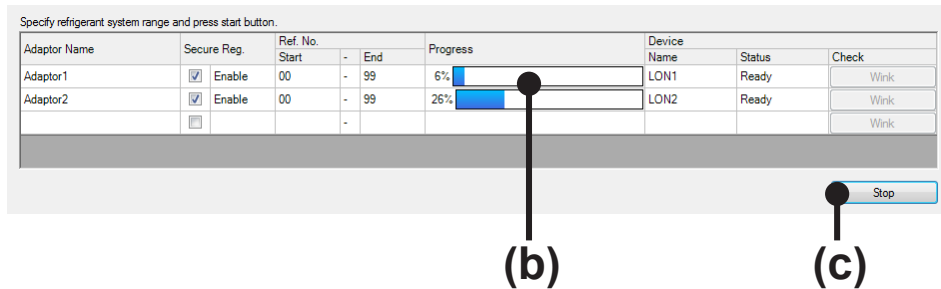 Specify refrigerant system range and press start button.
Adaptor Name Secure Reg. Ref. No. Progress Device
Start - End Name Status Check
Adaptor1 Enable 00 - 99 6% LON1 Ready Wink
Adaptor2 Enable 00 - 99 26% LON2 Ready Wink
- Wink
Stop
(b) (c)